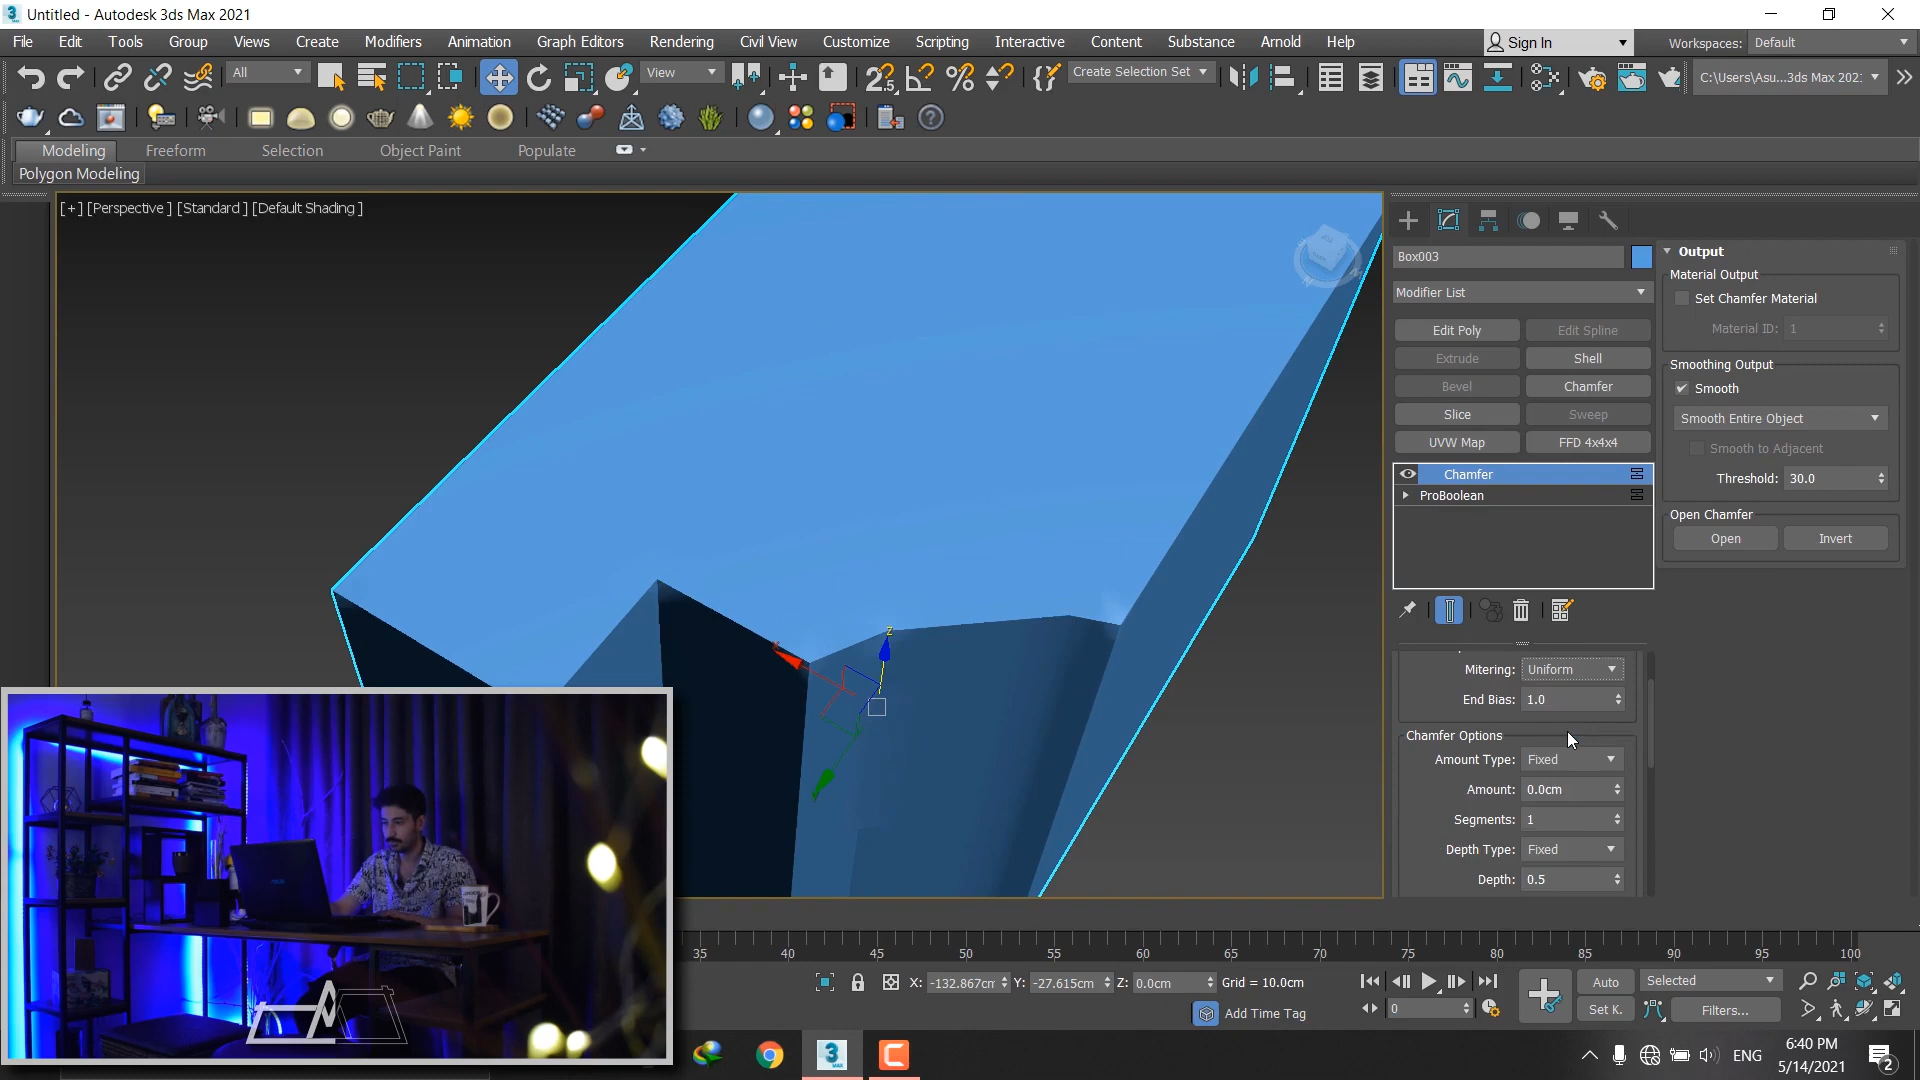 Untitled - Autodesk 3ds Max 2021
File Edit Tools Group Views Create Modifiers Animation Graph Editors Rendering Civil View Customize Scripting Interactive Content Substance Arnold Help
Sign In
Workspaces: Default
All
View
Create Selection Set
C:\Users\Asu...3ds Max 202:
Modeling Freeform Selection Object Paint Populate
Polygon Modeling
[+] [Perspective] [Standard] [Default Shading]
Box003
Modifier List
Edit Poly Edit Spline
Extrude Shell
Bevel Chamfer
Slice Sweep
UVW Map FFD 4x4x4
Chamfer
ProBoolean
Mitering: Uniform
End Bias: 1.0
Chamfer Options
Amount Type: Fixed
Amount: 0.0cm
Segments: 1
Depth Type: Fixed
Depth: 0.5
Output
Material Output
Set Chamfer Material
Material ID: 1
Smoothing Output
Smooth
Smooth Entire Object
Smooth to Adjacent
Threshold: 30.0
Open Chamfer
Open Invert
z
35 40 45 50 55 60 65 70 75 80 85 90 95 100
X: -132.867cm Y: -27.615cm Z: 0.0cm Grid = 10.0cm
Add Time Tag
0
Auto Selected
Set K. Filters...
ENG
6:40 PM
5/14/2021
2